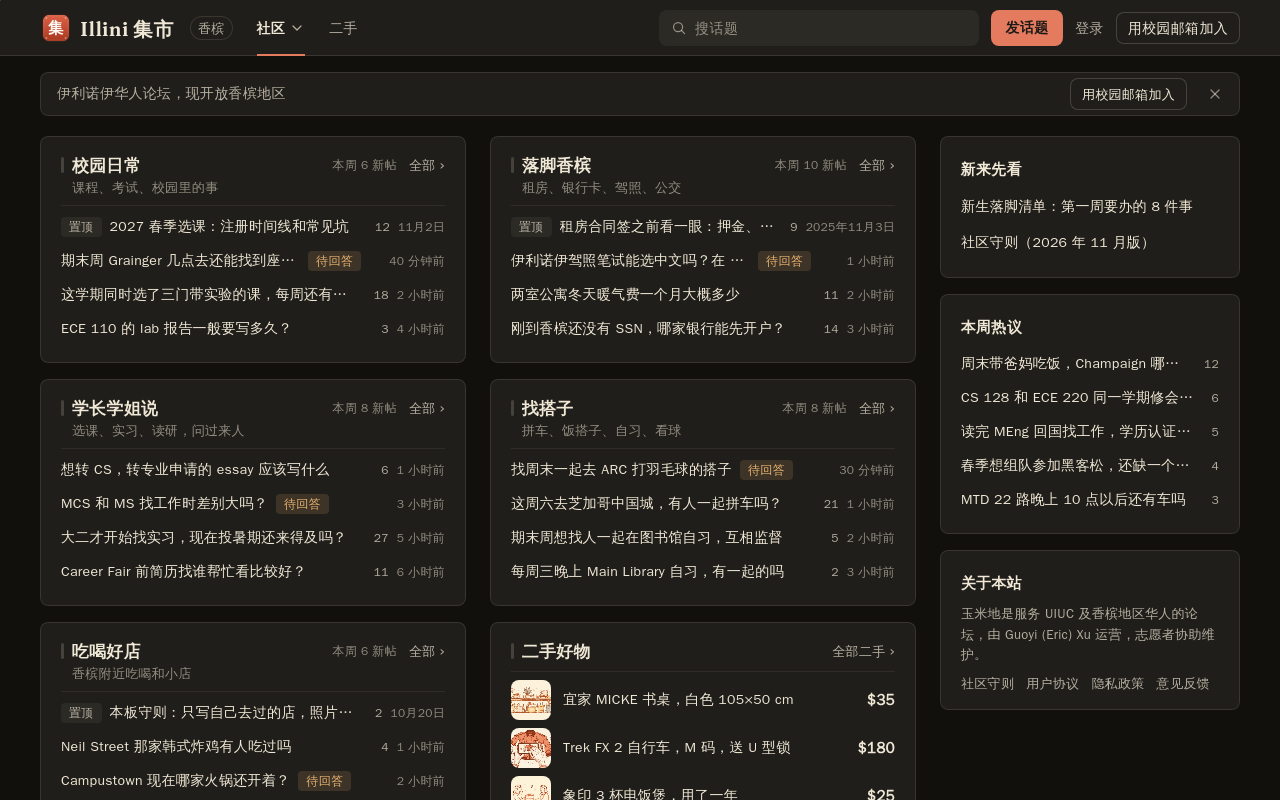 集 Illini 集市 香槟 社区 二手 搜话题 发话题 登录 用校园邮箱加入
伊利诺伊华人论坛，现开放香槟地区 用校园邮箱加入
校园日常 本周 6 新帖 全部 ›
课程、考试、校园里的事
置顶 2027 春季选课：注册时间线和常见坑 12 11月2日
期末周 Grainger 几点去还能找到座… 待回答 40 分钟前
这学期同时选了三门带实验的课，每周还有… 18 2 小时前
ECE 110 的 lab 报告一般要写多久？ 3 4 小时前
落脚香槟 本周 10 新帖 全部 ›
租房、银行卡、驾照、公交
置顶 租房合同签之前看一眼：押金、… 9 2025年11月3日
伊利诺伊驾照笔试能选中文吗？在 … 待回答 1 小时前
两室公寓冬天暖气费一个月大概多少 11 2 小时前
刚到香槟还没有 SSN，哪家银行能先开户？ 14 3 小时前
学长学姐说 本周 8 新帖 全部 ›
选课、实习、读研，问过来人
想转 CS，转专业申请的 essay 应该写什么 6 1 小时前
MCS 和 MS 找工作时差别大吗？ 待回答 3 小时前
大二才开始找实习，现在投暑期还来得及吗？ 27 5 小时前
Career Fair 前简历找谁帮忙看比较好？ 11 6 小时前
找搭子 本周 8 新帖 全部 ›
拼车、饭搭子、自习、看球
找周末一起去 ARC 打羽毛球的搭子 待回答 30 分钟前
这周六去芝加哥中国城，有人一起拼车吗？ 21 1 小时前
期末周想找人一起在图书馆自习，互相监督 5 2 小时前
每周三晚上 Main Library 自习，有一起的吗 2 3 小时前
吃喝好店 本周 6 新帖 全部 ›
香槟附近吃喝和小店
置顶 本板守则：只写自己去过的店，照片… 2 10月20日
Neil Street 那家韩式炸鸡有人吃过吗 4 1 小时前
Campustown 现在哪家火锅还开着？ 待回答 2 小时前
二手好物 全部二手 ›
宜家 MICKE 书桌，白色 105×50 cm $35
Trek FX 2 自行车，M 码，送 U 型锁 $180
象印 3 杯电饭煲，用了一年 $25
新来先看
新生落脚清单：第一周要办的 8 件事
社区守则（2026 年 11 月版）
本周热议
周末带爸妈吃饭，Champaign 哪… 12
CS 128 和 ECE 220 同一学期修会… 6
读完 MEng 回国找工作，学历认证… 5
春季想组队参加黑客松，还缺一个… 4
MTD 22 路晚上 10 点以后还有车吗 3
关于本站
玉米地是服务 UIUC 及香槟地区华人的论
坛，由 Guoyi (Eric) Xu 运营，志愿者协助维
护。
社区守则 用户协议 隐私政策 意见反馈